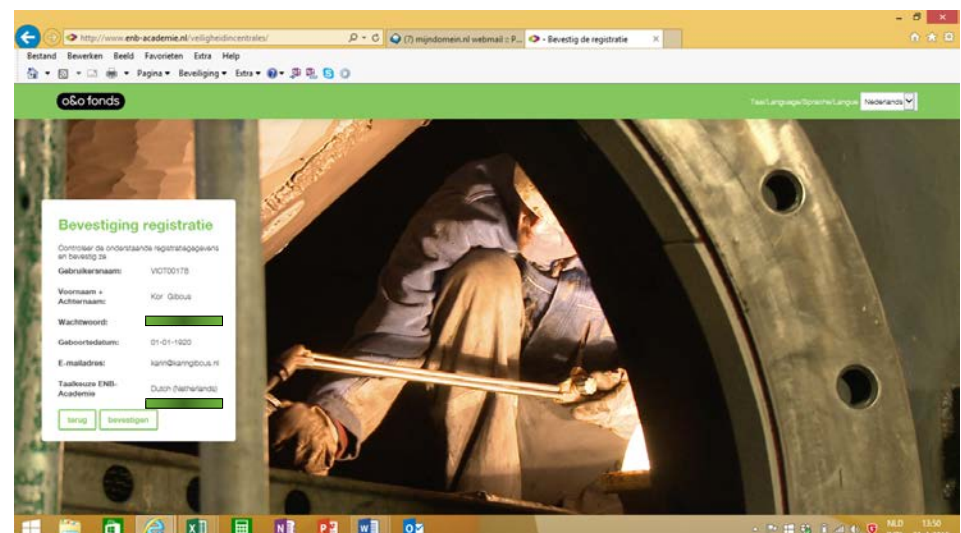 http://www.enb-academie.nl/veiligheidincentrales/
(7) mijndomein.nl webmail :: P...
- Bevestig de registratie
Bestand Bewerken Beeld Favorieten Extra Help
Pagina Beveiliging Extra
o&o fonds
Taal/Language/Sprache/Langue Nederlands
Bevestiging registratie
Controleer de onderstaande registratiegegevens
en bevestig ze
Gebruikersnaam: VIOT00178
Voornaam +
Achternaam: Kor Gibous
Wachtwoord:
Geboortedatum: 01-01-1920
E-mailadres: karin@karingibous.nl
Taalkeuze ENB-
Academie Dutch (Netherlands)
terug bevestigen
NLD 13:50